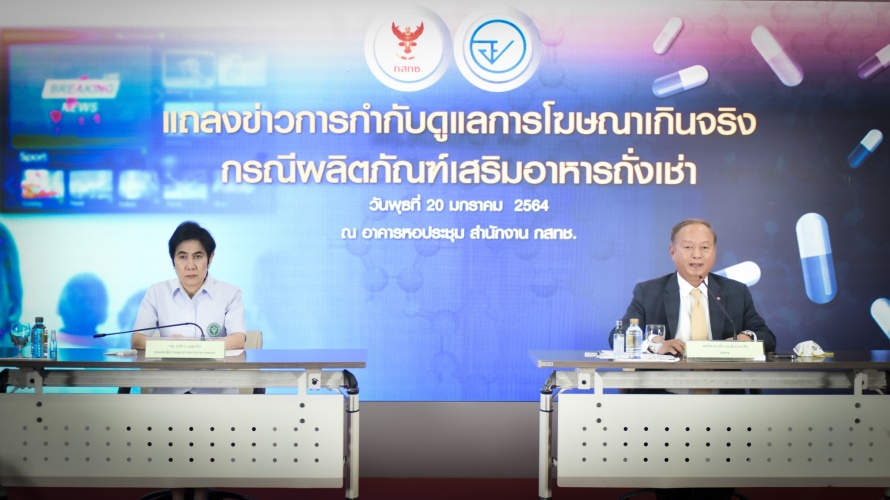 BREAKING
NEWS
Sport
กสทช.
แถลงข่าวการกำกับดูแลการโฆษณาเกินจริง
กรณีผลิตภัณฑ์เสริมอาหารถั่งเช่า
วันพุธที่ 20 มกราคม 2564
ณ อาคารหอประชุม สำนักงาน กสทช.